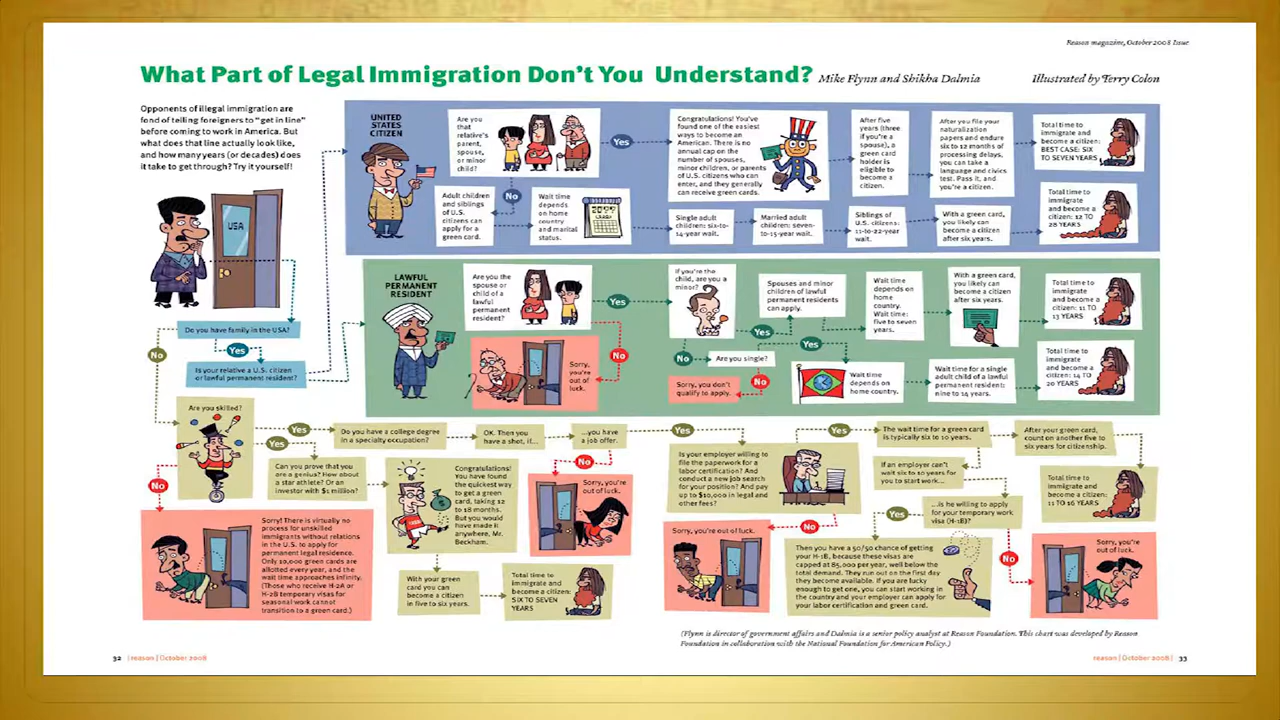 Reason magazine, October 2008 Issue
What Part of Legal Immigration Don't You Understand?
Mike Flynn and Shikha Dalmia
Illustrated by Terry Colon
Opponents of illegal immigration are
fond of telling foreigners to "get in line"
before coming to work in America. But
what does that line actually look like,
and how many years (or decades) does
it take to get through? Try it yourself!
USA
Do you have family in the USA?
No
Yes
Is your relative a U.S. citizen
or lawful permanent resident?
UNITED
STATES
CITIZEN
Are you
that
relative's
parent,
spouse,
or minor
child?
Yes
Congratulations! You've
found one of the easiest
ways to become an
American. There is no
annual cap on the
number of spouses,
minor children, or parents
of U.S. citizens who can
enter, and they generally
can receive green cards.
After five
years (three
if you're a
spouse), a
green card
holder is
eligible to
become a
citizen.
After you file your
naturalization
papers and endure
six to 12 months of
processing delays,
you can take a
language and civics
test. Pass it, and
you're a citizen.
Total time to
immigrate and
become a citizen:
BEST CASE: SIX
TO SEVEN YEARS
No
Adult children
and siblings
of U.S.
citizens can
apply for a
green card.
Wait time
depends
on home
country
and marital
status.
Single adult
children: six-to-
14-year wait.
Married adult
children: seven-
to-15-year wait.
Siblings of
U.S. citizens:
11-to-22-year
wait.
With a green card,
you likely can
become a citizen
after six years.
Total time to
immigrate
and become a
citizen: 12 TO
28 YEARS
LAWFUL
PERMANENT
RESIDENT
Are you the
spouse or
child of a
lawful
permanent
resident?
Yes
No
Sorry,
you're
out of
luck.
If you're the
child, are you a
minor?
Yes
Spouses and minor
children of lawful
permanent residents
can apply.
Wait time
depends on
home
country.
Wait time:
five to seven
years.
With a green card,
you likely can
become a citizen
after six years.
Total time to
immigrate
and become
a citizen: 11 TO
13 YEARS
No
Are you single?
Yes
No
Sorry, you don't
qualify to apply.
Wait time
depends on
home country.
Wait time for a single
adult child of a lawful
permanent resident:
nine to 14 years.
Total time to
immigrate and
become a
citizen: 14 TO
20 YEARS
Are you skilled?
Yes
Do you have a college degree
in a specialty occupation?
OK. Then you
have a shot, if...
...you have
a job offer.
Yes
Can you prove that you
are a genius? How about
a star athlete? Or an
investor with $1 million?
No
Sorry! There is virtually no
process for unskilled
immigrants without relations
in the U.S. to apply for
permanent legal residence.
Only 10,000 green cards are
allotted every year, and the
wait time approaches infinity.
(Those who receive H-2A or
H-2B temporary visas for
seasonal work cannot
transition to a green card.)
Congratulations!
You have found
the quickest
way to get a
green card,
taking 12
to 18 months.
But you would
have made it
anywhere, Mr.
Beckham.
With your green
card you can
become a citizen
in five to six years.
Total time to
immigrate and
become a citizen:
SIX TO SEVEN
YEARS
No
Sorry, you're
out of luck.
Yes
Is your employer willing to
file the paperwork for a
labor certification? And
conduct a new job search
for your position? And pay
up to $10,000 in legal and
other fees?
No
Sorry, you're out of luck.
Yes
The wait time for a green card
is typically six to 10 years.
After your green card,
count on another five to
six years for citizenship.
Total time to
immigrate and
become a citizen:
11 TO 16 YEARS
If an employer can't
wait six to 10 years for
you to start work...
...is he willing to apply
for your temporary work
visa (H-1B)?
Yes
Then you have a 50/50 chance of getting
your H-1B, because these visas are
capped at 85,000 per year, well below the
total demand. They run out on the first day
they become available. If you are lucky
enough to get one, you can start working
in the country and your employer can apply for
your labor certification and green card.
No
Sorry, you're
out of luck.
(Flynn is director of government affairs and Dalmia is a senior policy analyst at Reason Foundation. This chart was developed by Reason
Foundation in collaboration with the National Foundation for American Policy.)
32 | reason | October 2008
reason | October 2008 | 33